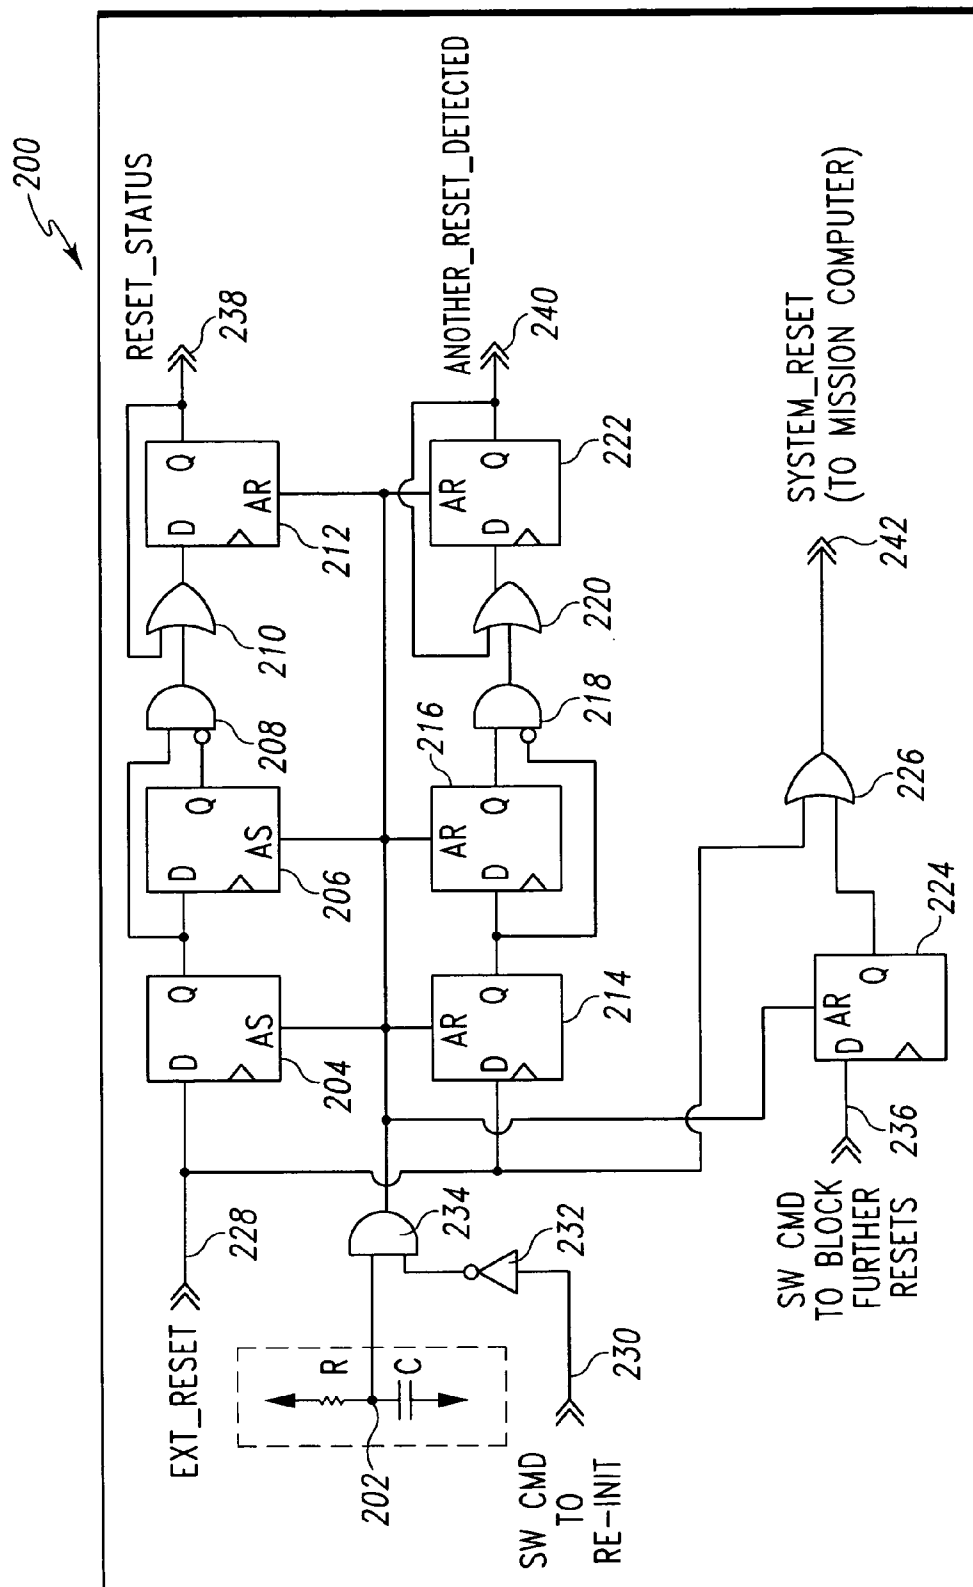 200
RESET_STATUS
238
D
Q
AR
212
210
208
D
Q
AS
206
D
Q
AS
204
EXT_RESET
228
ANOTHER_RESET_DETECTED
240
AR
D
Q
222
220
218
216
AR
D
Q
AR
D
Q
214
R
C
202
234
232
SW CMD
TO
RE-INIT
230
SYSTEM_RESET
(TO MISSION COMPUTER)
242
226
224
D
AR
Q
236
SW CMD
TO BLOCK
FURTHER
RESETS